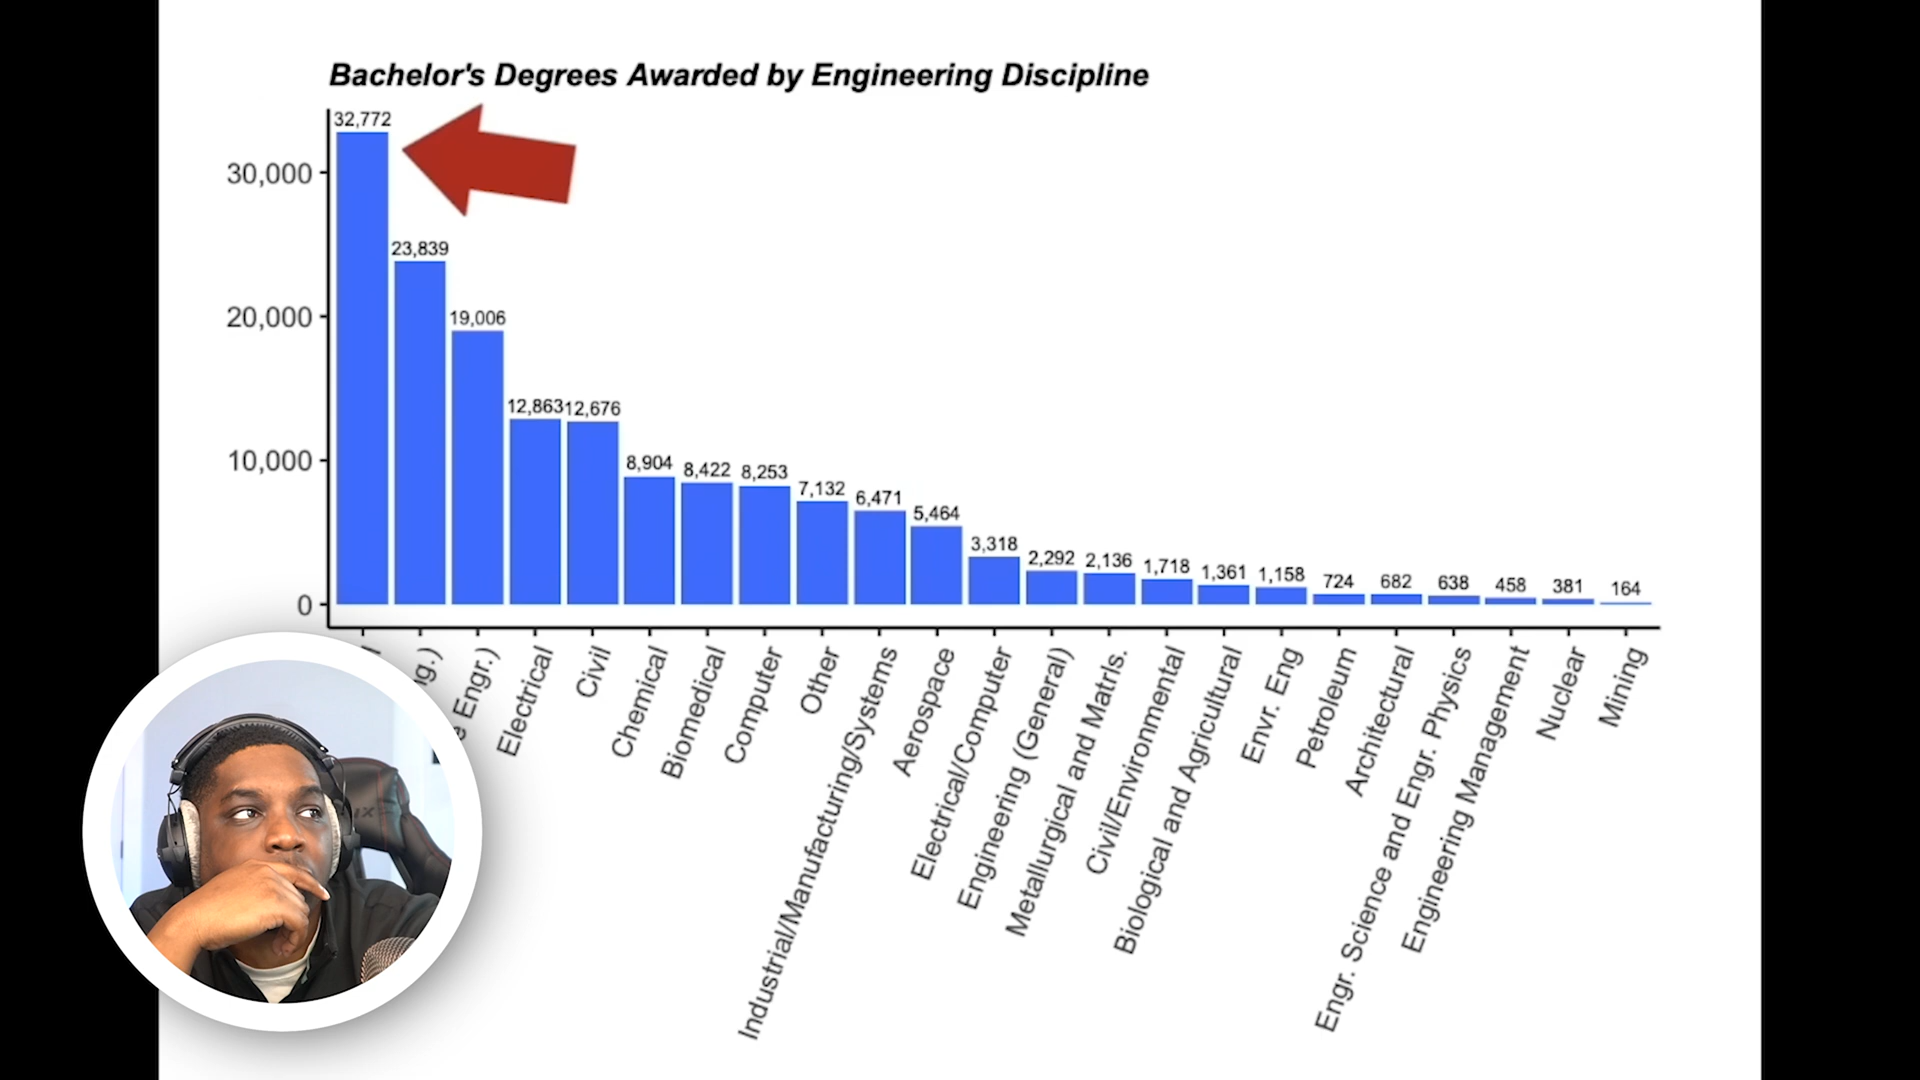 Bachelor's Degrees Awarded by Engineering Discipline
32,772
30,000
23,839
20,000
19,006
12,863
12,676
10,000
8,904
8,422
8,253
7,132
6,471
5,464
3,318
2,292
2,136
1,718
1,361
1,158
724
682
638
458
381
164
0
Engr.)
Electrical
Civil
Chemical
Biomedical
Computer
Other
Industrial/Manufacturing/Systems
Aerospace
Electrical/Computer
Engineering (General)
Metallurgical and Matrls.
Civil/Environmental
Biological and Agricultural
Envr. Eng
Petroleum
Architectural
Engr. Science and Engr. Physics
Engineering Management
Nuclear
Mining